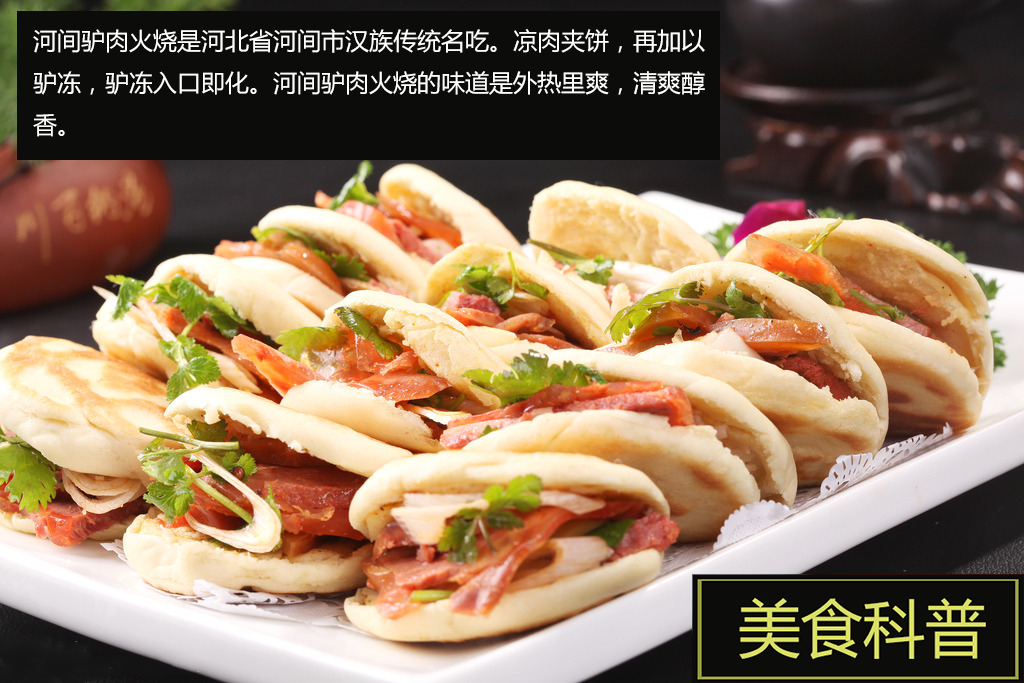 河间驴肉火烧是河北省河间市汉族传统名吃。凉肉夹饼，再加以
驴冻，驴冻入口即化。河间驴肉火烧的味道是外热里爽，清爽醇
香。
美食科普